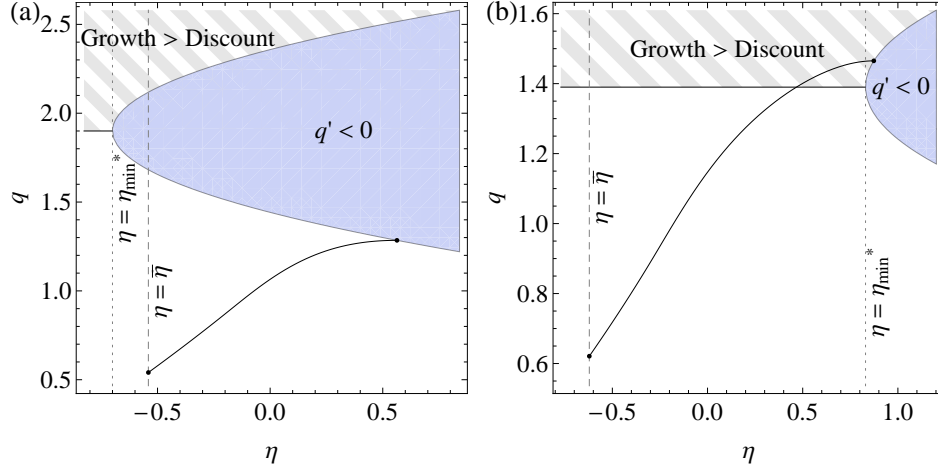 (a)
Growth > Discount
q' < 0
η = η*min
η = η̅
q
2.5
2.0
1.5
1.0
0.5
−0.5
0.0
0.5
η
(b)
Growth > Discount
q' < 0
η = η̅
η = η*min
q
1.6
1.4
1.2
1.0
0.8
0.6
−0.5
0.0
0.5
1.0
η